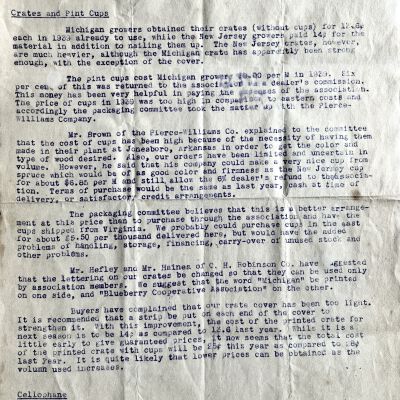 Crates and Pint Cups
Michigan growers obtained their crates (without cups) for 12.6¢
each in 1939 already to use, while the New Jersey growers paid 14¢ for the
material in addition to nailing them up. The New Jersey crates, however,
are much heavier, although the Michigan crate has apparently been strong
enough, with the exception of the cover.
The pint cups cost Michigan growers per M in 1939. Six
per cent of this was returned to the association dealer's commission.
This money has been very helpful in paying the of the association.
The price of cups in 1939 was too high in comparison to eastern costs and
accordingly the packaging committee took the matter up with the Pierce-
Williams Company.
Mr. Brown of the Pierce-Williams Co. explained to the committee
that the cost of cups has been high because of the necessity of having them
made in their plant at Jonesboro, Arkansas in order to get the color and
type of wood desired. Also, our orders have been limited and uncertain in
volume. However, he said that his company could make a very nice cup from
spruce which would be of as good color and firmness as the New Jersey cup
for about $6.85 per M and still allow the 6% dealer's refund to the associa-
tion. Terms of purchase would be the same as last year, cash at time of
delivery, or satisfactory credit arrangements.
The packaging committee believes that this is a better arrange-
ment at this price than to purchase through the association and have the
cups shipped from Virginia. We probably could purchase cups in the east
for about $5.50 per thousand delivered here, but would have the added
problems of handling, storage, financing, carry-over of unused stock and
other problems.
Mr. Hefley and Mr. Haines of C. H. Robinson Co. have suggested
that the lettering on our crates be changed so that they can be used only
by association members. We suggest that the word "Michigan" be printed
on one side, and "Blueberry Cooperative Association" on the other.
Buyers have complained that our crate cover has been too light.
It is recommended that a strip be put on each end of the cover to
strengthen it. With this improvement, the cost of the printed crate for
next season is to be 14¢ as compared to 12.6 last year. While it is a
little early to give guaranteed prices, it now seems that the total cost
of the printed crate with cups will be this year as compared to
last Year. It is quite likely that lower prices can be obtained as the
volum used increases.
Cellophane